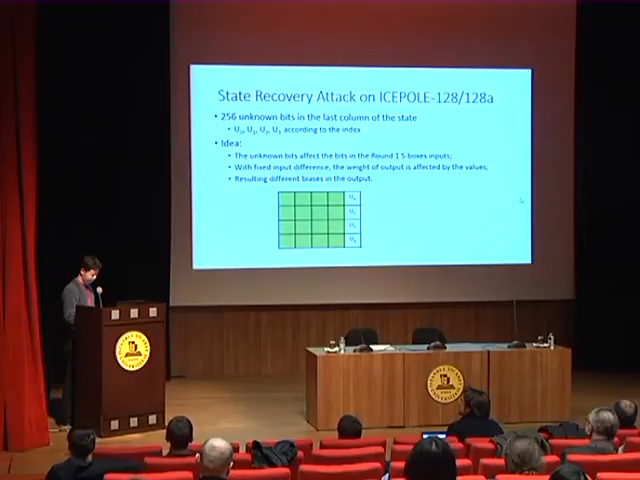 State Recovery Attack on ICEPOLE-128/128a
• 256 unknown bits in the last column of the state
• U₀, U₁, U₂, U₃ according to the index
• Idea:
• The unknown bits affect the bits in the Round 1 S-boxes inputs;
• With fixed input difference, the weight of output is affected by the values;
• Resulting different biases in the output.
U₀
U₁
U₂
U₃